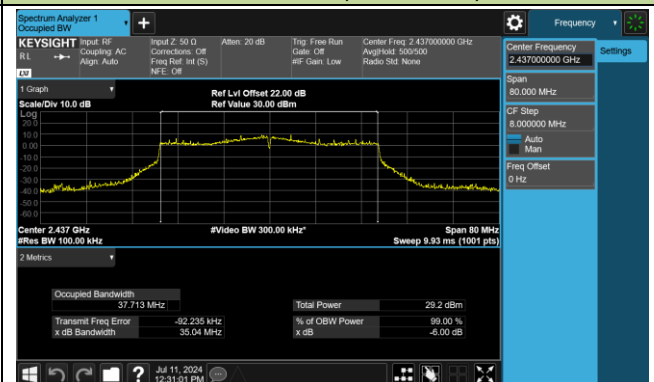 Spectrum Analyzer 1
Occupied BW
Frequency
KEYSIGHT
Input: RF
Coupling: AC
Align: Auto
Input Z: 50 Ω
Corrections: Off
Freq Ref: Int (S)
NFE: Off
Atten: 20 dB
Trig: Free Run
Gate: Off
#IF Gain: Low
Center Freq: 2.437000000 GHz
Avg|Hold: 500/500
Radio Std: None
RL
LXI
Center Frequency
2.437000000 GHz
Settings
Span
80.000 MHz
CF Step
8.000000 MHz
Auto
Man
Freq Offset
0 Hz
1 Graph
Scale/Div 10.0 dB
Ref Lvl Offset 22.00 dB
Ref Value 30.00 dBm
Log
20.0
10.0
0.00
-10.0
-20.0
-30.0
-40.0
-50.0
-60.0
Center 2.437 GHz
#Res BW 100.00 kHz
#Video BW 300.00 kHz*
Span 80 MHz
Sweep 9.93 ms (1001 pts)
2 Metrics
Occupied Bandwidth
37.713 MHz
Total Power 29.2 dBm
Transmit Freq Error -92.235 kHz
% of OBW Power 99.00 %
x dB Bandwidth 35.04 MHz
x dB -6.00 dB
Jul 11, 2024
12:31:01 PM